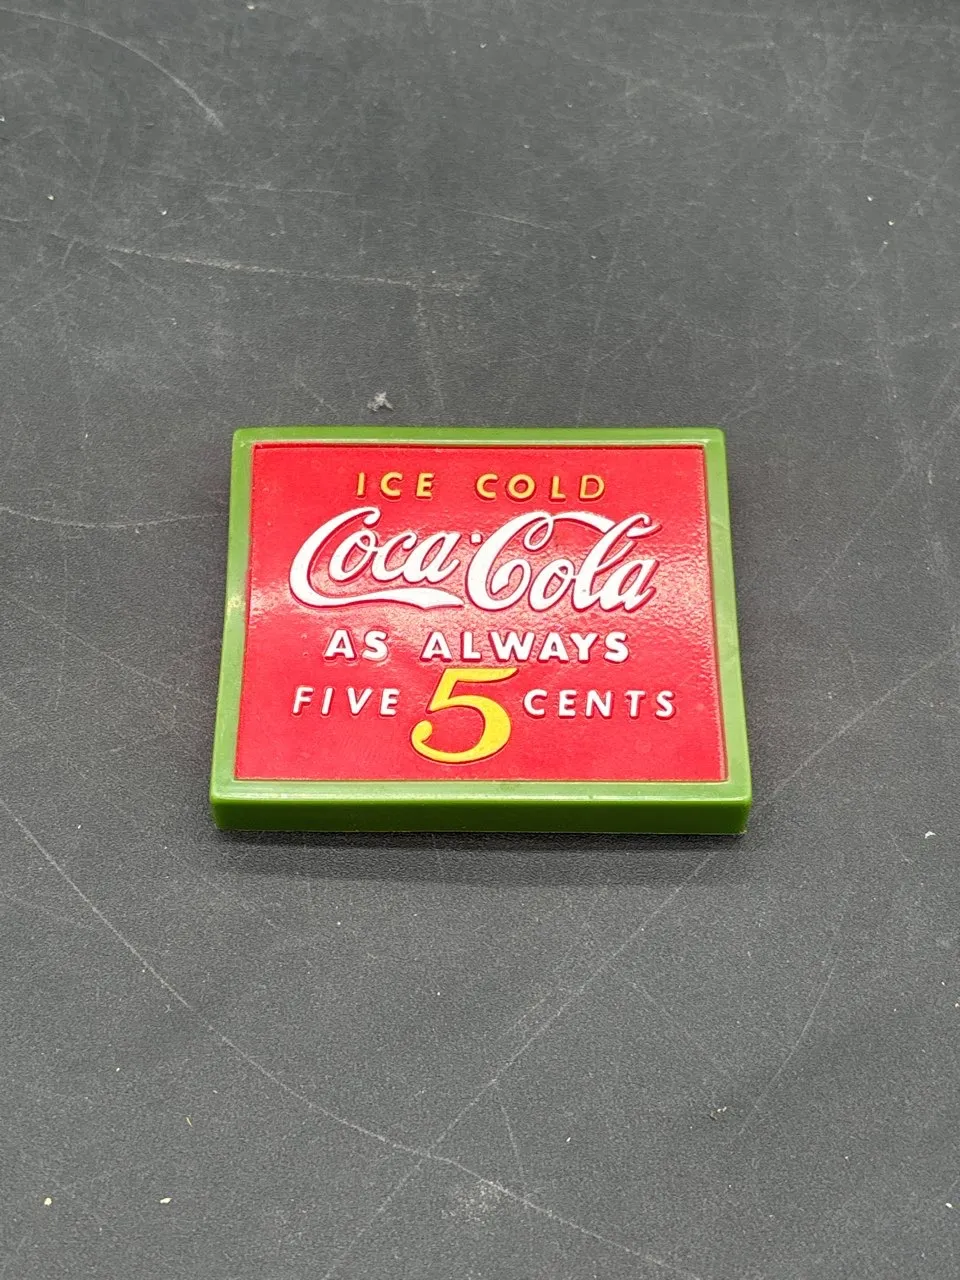 ICE COLD
Coca-Cola
AS ALWAYS
FIVE 5 CENTS